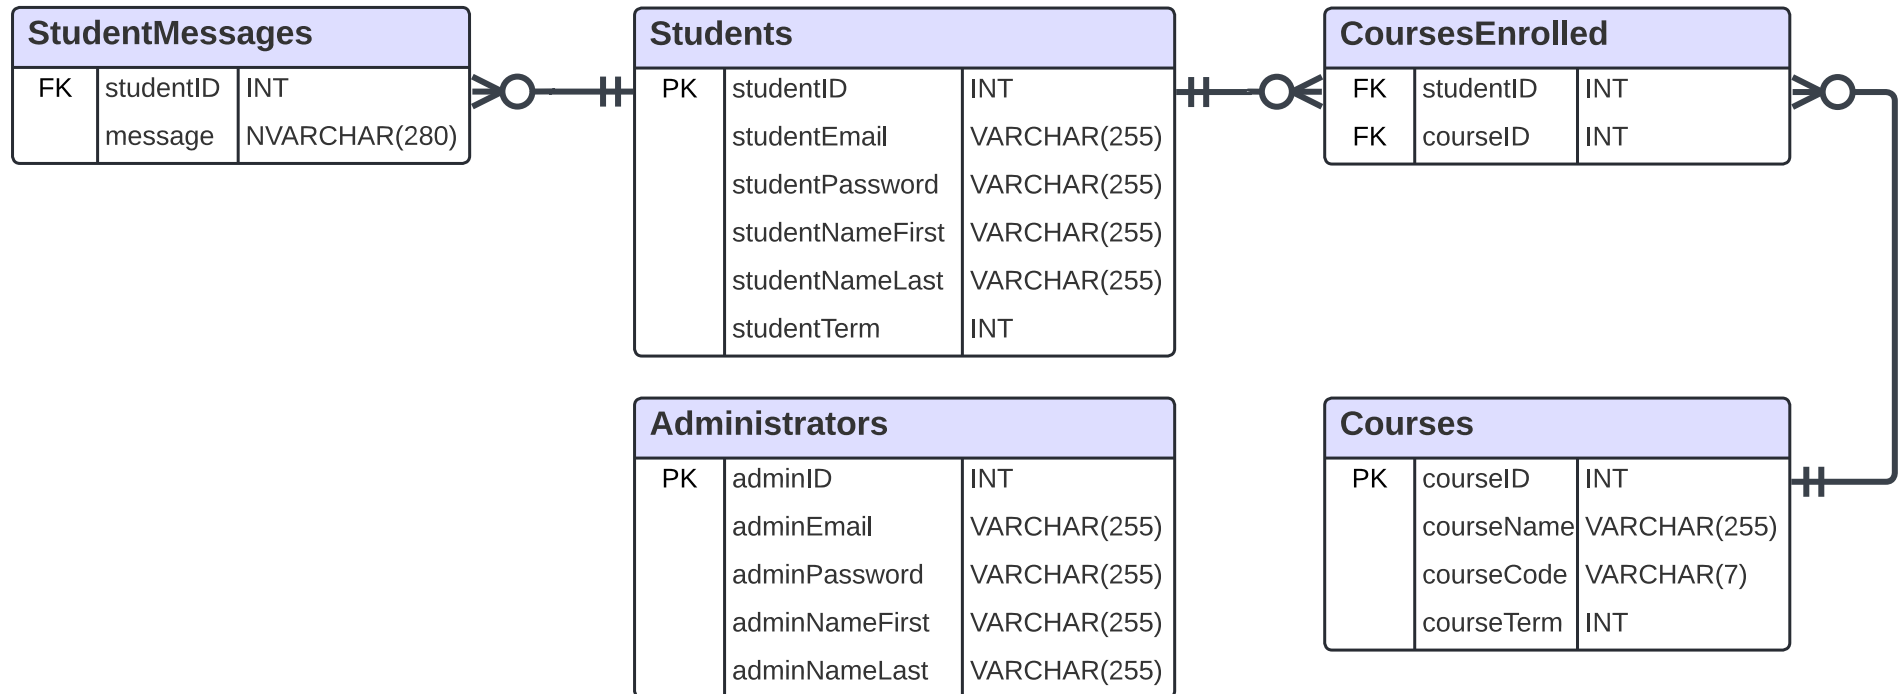 StudentMessages
FK studentID INT
message NVARCHAR(280)
Students
PK studentID INT
studentEmail VARCHAR(255)
studentPassword VARCHAR(255)
studentNameFirst VARCHAR(255)
studentNameLast VARCHAR(255)
studentTerm INT
CoursesEnrolled
FK studentID INT
FK courseID INT
Administrators
PK adminID INT
adminEmail VARCHAR(255)
adminPassword VARCHAR(255)
adminNameFirst VARCHAR(255)
adminNameLast VARCHAR(255)
Courses
PK courseID INT
courseName VARCHAR(255)
courseCode VARCHAR(7)
courseTerm INT